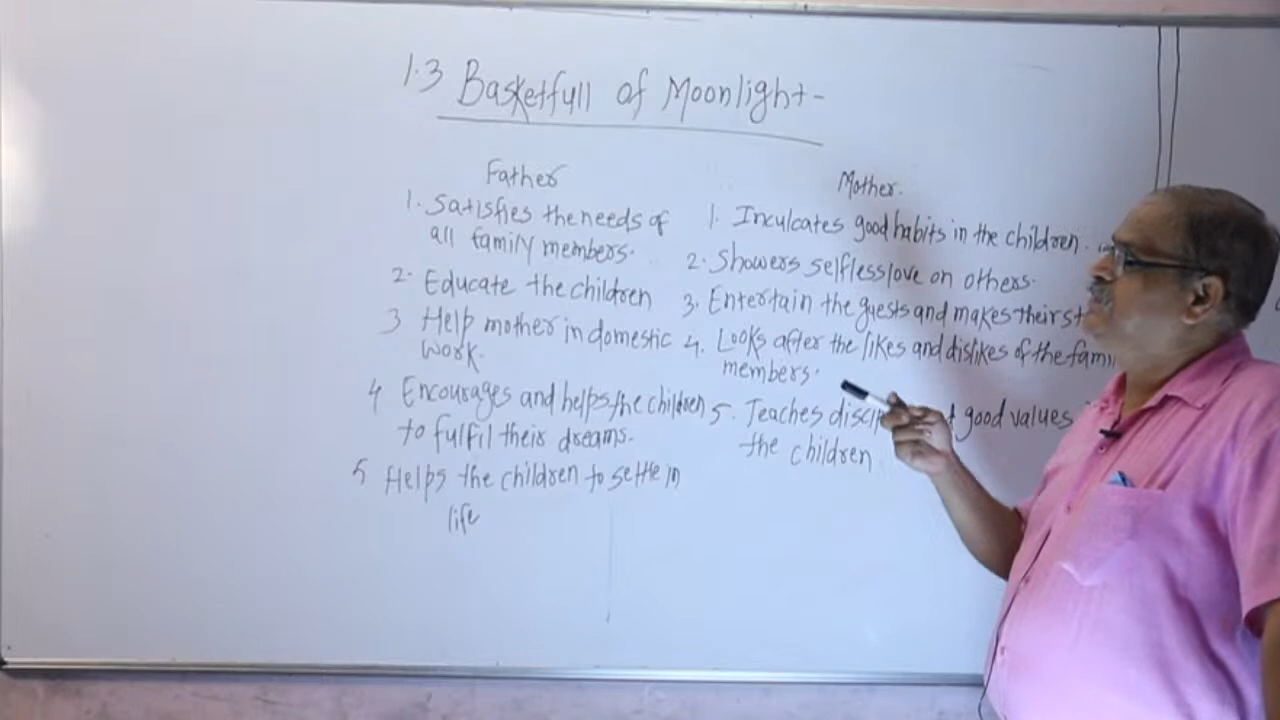 1.3 Basketfull of Moonlight-
Father
1. Satisfies the needs of
all family members.
2. Educate the children
3 Help mother in domestic
work.
4 Encourages and helps the children
to fulfil their dreams.
5 Helps the children to settle in
life
Mother.
1. Inculcates good habits in the children.
2. Showers selfless love on others.
3. Entertain the guests and makes their st
4. Looks after the likes and dislikes of the fami
members.
5. Teaches good values
the children